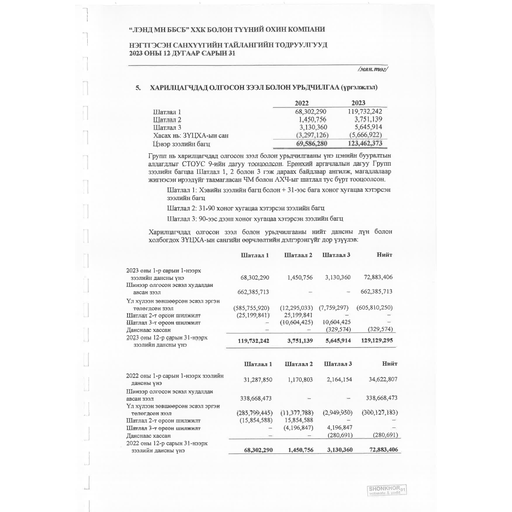 "ЛЭНД МН ББСБ" ХХК БОЛОН ТҮҮНИЙ ОХИН КОМПАНИ
НЭГТГЭСЭН САНХҮҮГИЙН ТАЙЛАНГИЙН ТОДРУУЛГУУД
2023 ОНЫ 12 ДУГААР САРЫН 31
/мян.төг/
5. ХАРИЛЦАГЧДАД ОЛГОСОН ЗЭЭЛ БОЛОН УРЬДЧИЛГАА (үргэлжлэл)
2022 2023
Шатлал 1 68,302,290 119,732,242
Шатлал 2 1,450,756 3,751,139
Шатлал 3 3,130,360 5,645,914
Хасах нь: ЗҮЦХА-ын сан (3,297,126) (5,666,922)
Цэвэр зээлийн багц 69,586,280 123,462,373
Групп нь харилцагчдад олгосон зээл болон урьдчилгааны үнэ цэнийн бууралтын
алдагдлыг СТОУС 9-ийн дагуу тооцоолсон. Ерөнхий аргачлалын дагуу Групп
зээлийн багцаа Шатлал 1, 2 болон 3 гэж дараах байдлаар ангилж, магадлалаар
жигнэсэн ирээдүйг таамагласан ЧМ болон АХЧ-ыг шатлал тус бүрт тооцоолсон.
Шатлал 1: Хэвийн зээлийн багц болон + 31-ээс бага хоног хугацаа хэтэрсэн
зээлийн багц
Шатлал 2: 31-90 хоног хугацаа хэтэрсэн зээлийн багц
Шатлал 3: 90-ээс дээш хоног хугацаа хэтэрсэн зээлийн багц
Харилцагчдад олгосон зээл болон урьдчилгааны нийт дансны дүн болон
холбогдох ЗҮЦХА-ын сангийн өөрчлөлтийн дэлгэрэнгүйг дор үзүүлэв:
Шатлал 1 Шатлал 2 Шатлал 3 Нийт
2023 оны 1-р сарын 1-нээрх
зээлийн дансны үнэ 68,302,290 1,450,756 3,130,360 72,883,406
Шинээр олгосон эсвэл худалдан
авсан зээл 662,385,713 – – 662,385,713
Үл хүлээн зөвшөөрсөн эсвэл эргэн
төлөгдсөн зээл (585,755,920) (12,295,033) (7,759,297) (605,810,250)
Шатлал 2-т орсон шилжилт (25,199,841) 25,199,841 –
Шатлал 3-т орсон шилжилт – (10,604,425) 10,604,425
Данснаас хассан – – (329,574) (329,574)
2023 оны 12-р сарын 31-нээрх
зээлийн дансны үнэ 119,732,242 3,751,139 5,645,914 129,129,295
Шатлал 1 Шатлал 2 Шатлал 3 Нийт
2022 оны 1-р сарын 1-нээрх зээлийн
дансны үнэ 31,287,850 1,170,803 2,164,154 34,622,807
Шинээр олгосон эсвэл худалдан
авсан зээл 338,668,473 – – 338,668,473
Үл хүлээн зөвшөөрсөн эсвэл эргэн
төлөгдсөн зээл (285,799,445) (11,377,788) (2,949,950) (300,127,183)
Шатлал 2-т орсон шилжилт (15,854,588) 15,854,588 –
Шатлал 3-т орсон шилжилт – (4,196,847) 4,196,847
Данснаас хассан – – (280,691) (280,691)
2022 оны 12-р сарын 31-нээрх
зээлийн дансны үнэ 68,302,290 1,450,756 3,130,360 72,883,406